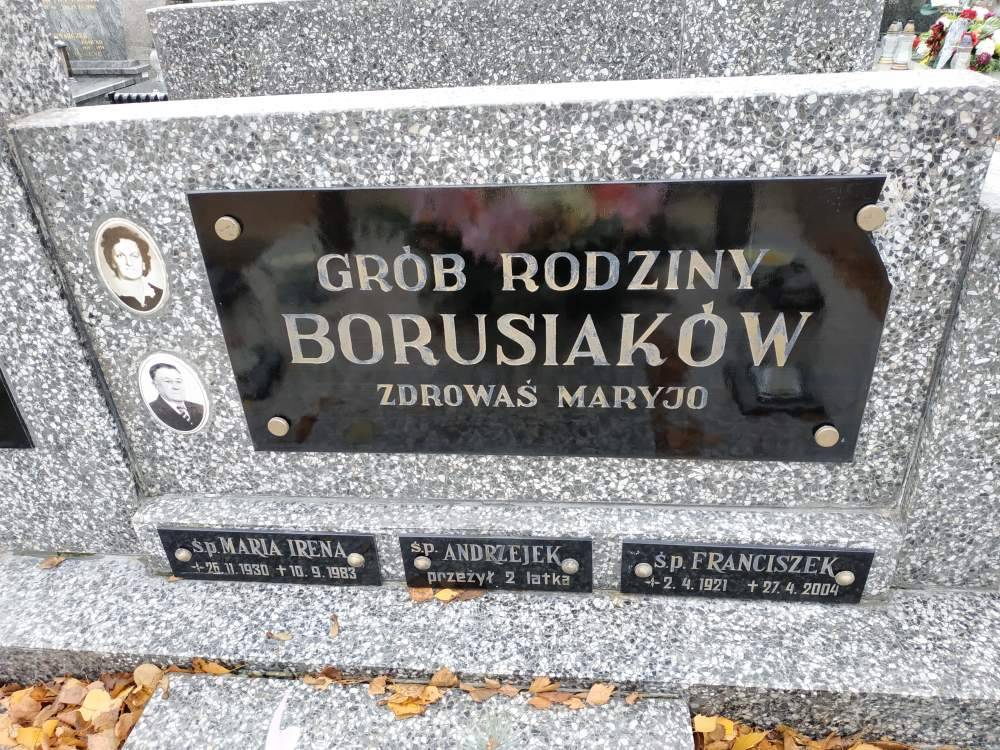 GRÓB RODZINY
BORUSIAKÓW
ZDROWAŚ MARYJO
ś.p. MARIA IRENA
+25.11.1930 +10.9.1983
ś.p. ANDRZEJEK
przeżył 2 latka
ś.p. FRANCISZEK
+2.4.1921 +27.4.2004